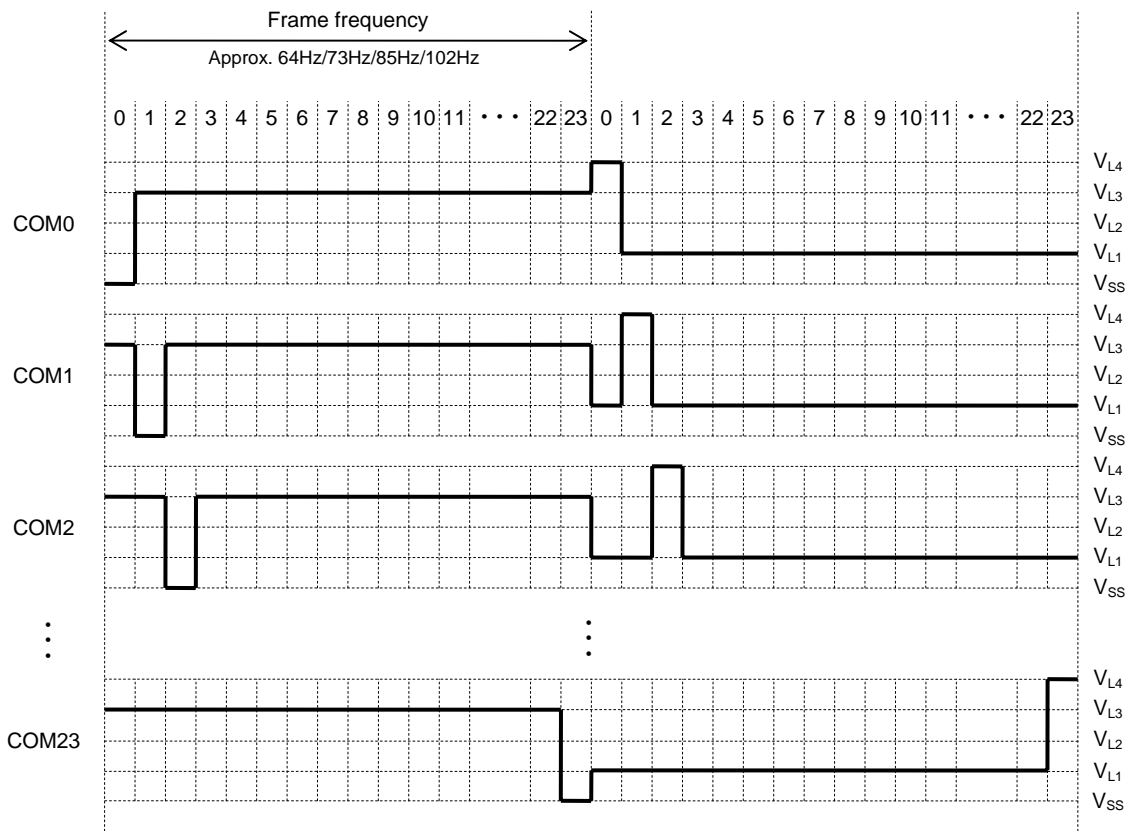 Frame frequency
Approx. 64Hz/73Hz/85Hz/102Hz
0 1 2 3 4 5 6 7 8 9 10 11 ··· 22 23 0 1 2 3 4 5 6 7 8 9 10 11 ··· 22 23
VL4
VL3
COM0 VL2
VL1
VSS
VL4
VL3
COM1 VL2
VL1
VSS
VL4
VL3
COM2 VL2
VL1
VSS
VL4
VL3
COM23 VL2
VL1
VSS